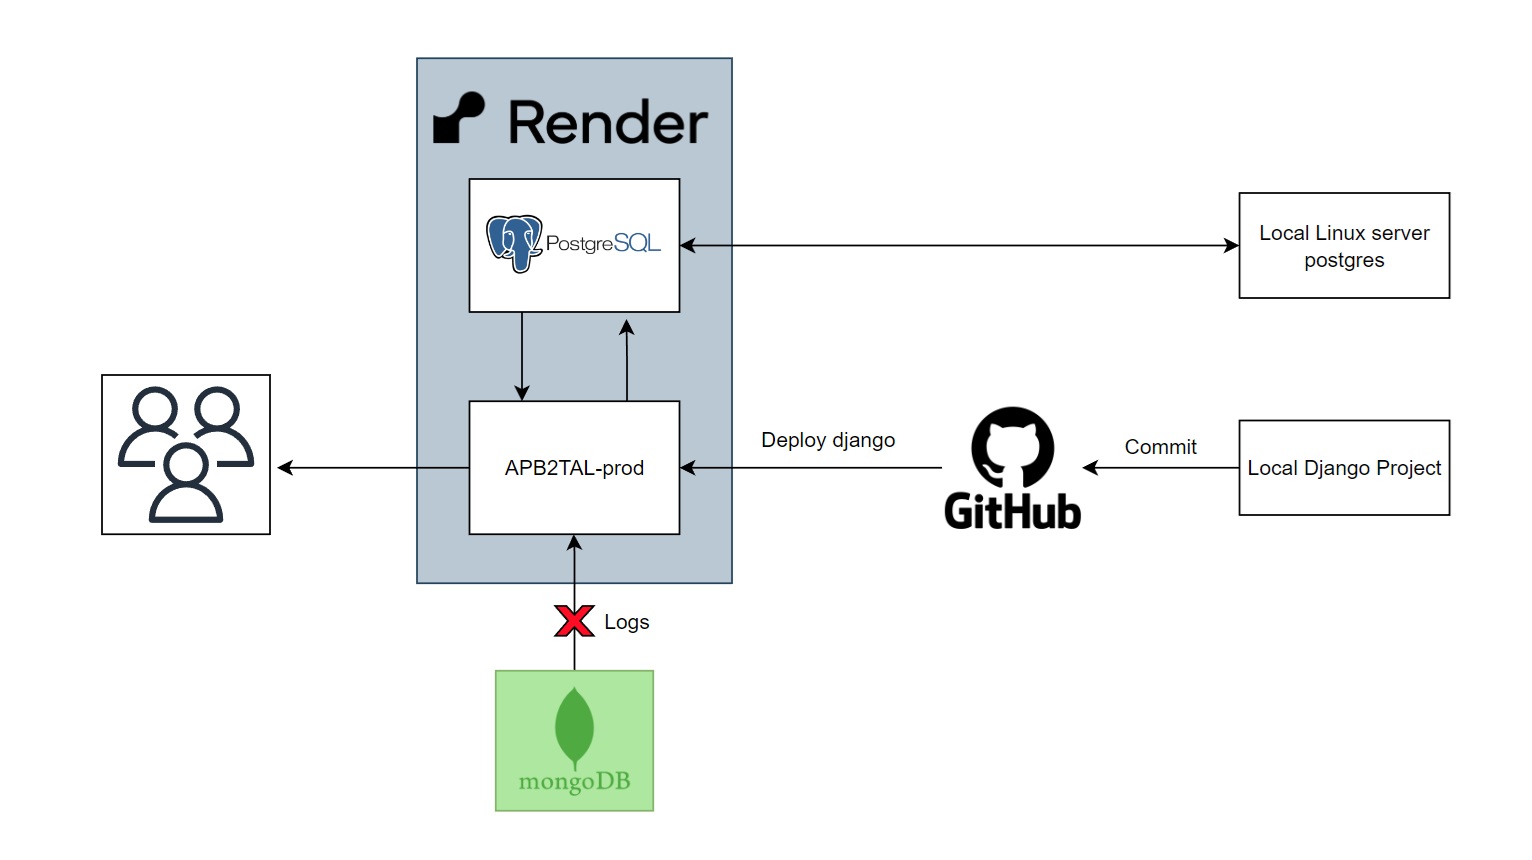 Render
PostgreSQL
Local Linux server
postgres
Deploy django
Commit
APB2TAL-prod
GitHub
Local Django Project
Logs
mongoDB